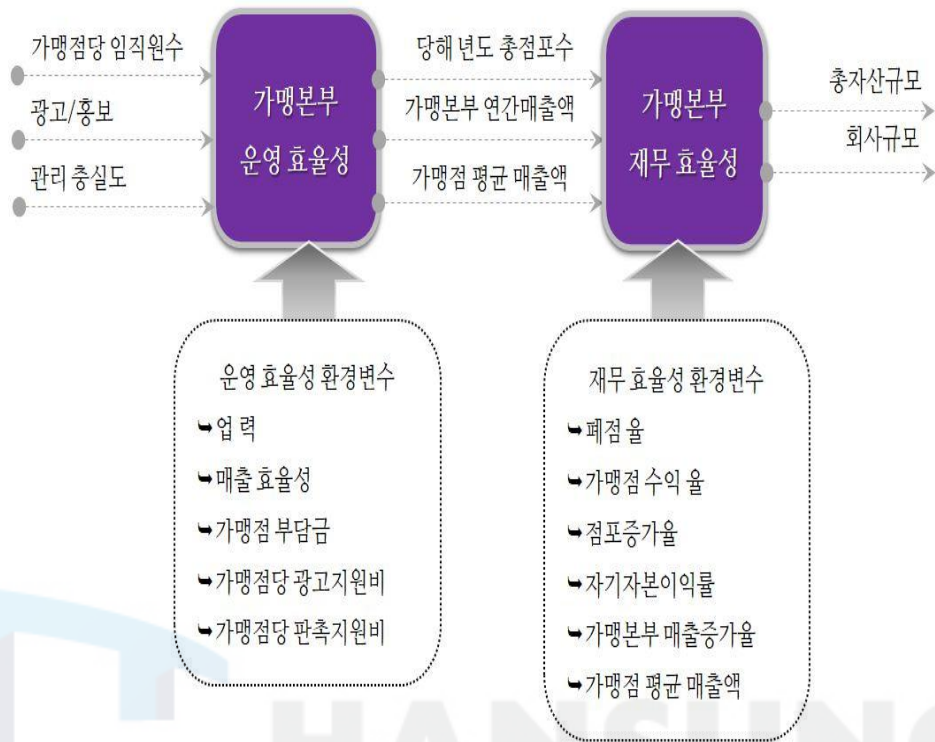 가맹점당 임직원수
광고/홍보
관리 충실도
가맹본부
운영 효율성
당해 년도 총점포수
가맹본부 연간매출액
가맹점 평균 매출액
가맹본부
재무 효율성
총자산규모
회사규모
운영 효율성 환경변수
➥업 력
➥매출 효율성
➥가맹점 부담금
➥가맹점당 광고지원비
➥가맹점당 판촉지원비
재무 효율성 환경변수
➥폐점 율
➥가맹점 수익 율
➥점포증가율
➥자기자본이익률
➥가맹본부 매출증가율
➥가맹점 평균 매출액
HANSUNG